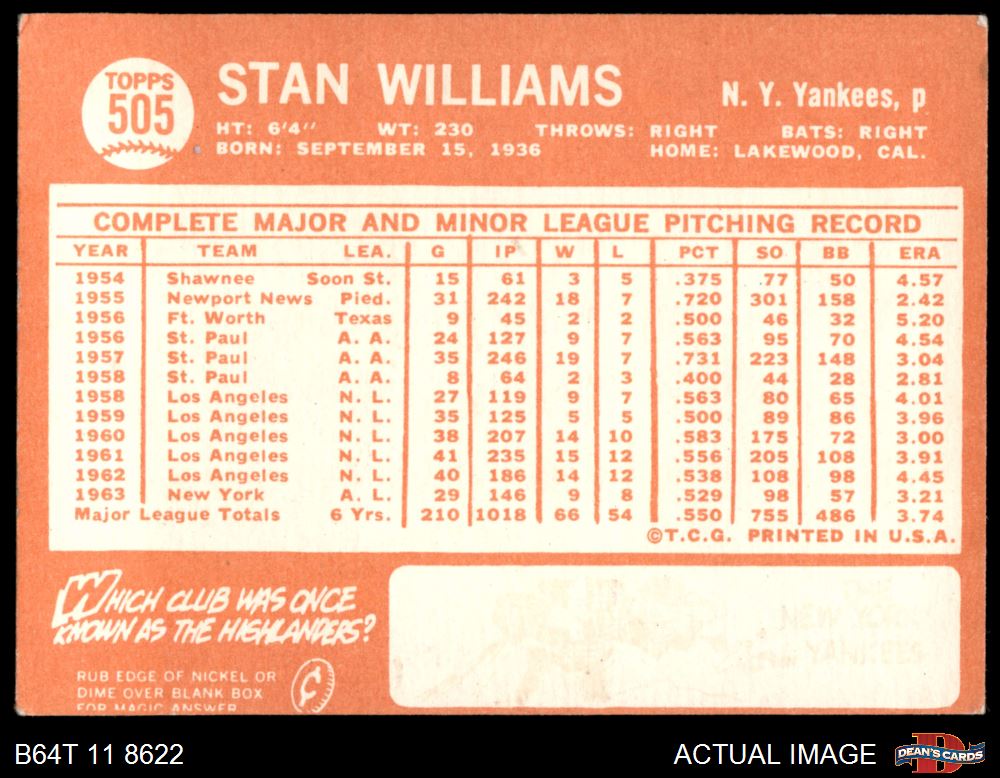 TOPPS
505
STAN WILLIAMS
N. Y. Yankees, p
HT: 6'4" WT: 230 THROWS: RIGHT BATS: RIGHT
BORN: SEPTEMBER 15, 1936 HOME: LAKEWOOD, CAL.
COMPLETE MAJOR AND MINOR LEAGUE PITCHING RECORD
YEAR TEAM LEA. G IP W L PCT SO BB ERA
1954 Shawnee Soon St. 15 61 3 5 .375 77 50 4.57
1955 Newport News Pied. 31 242 18 7 .720 301 158 2.42
1956 Ft. Worth Texas 9 45 2 2 .500 46 32 5.20
1956 St. Paul A. A. 24 127 9 7 .563 95 70 4.54
1957 St. Paul A. A. 35 246 19 7 .731 223 148 3.04
1958 St. Paul A. A. 8 64 2 3 .400 44 28 2.81
1958 Los Angeles N. L. 27 119 9 7 .563 80 65 4.01
1959 Los Angeles N. L. 35 125 5 5 .500 89 86 3.96
1960 Los Angeles N. L. 38 207 14 10 .583 175 72 3.00
1961 Los Angeles N. L. 41 235 15 12 .556 205 108 3.91
1962 Los Angeles N. L. 40 186 14 12 .538 108 98 4.45
1963 New York A. L. 29 146 9 8 .529 98 57 3.21
Major League Totals 6 Yrs. 210 1018 66 54 .550 755 486 3.74
©T.C.G. PRINTED IN U.S.A.
WHICH CLUB WAS ONCE
KNOWN AS THE HIGHLANDERS?
RUB EDGE OF NICKEL OR
DIME OVER BLANK BOX
FOR MAGIC ANSWER
B64T 11 8622
ACTUAL IMAGE
DEAN'S CARDS